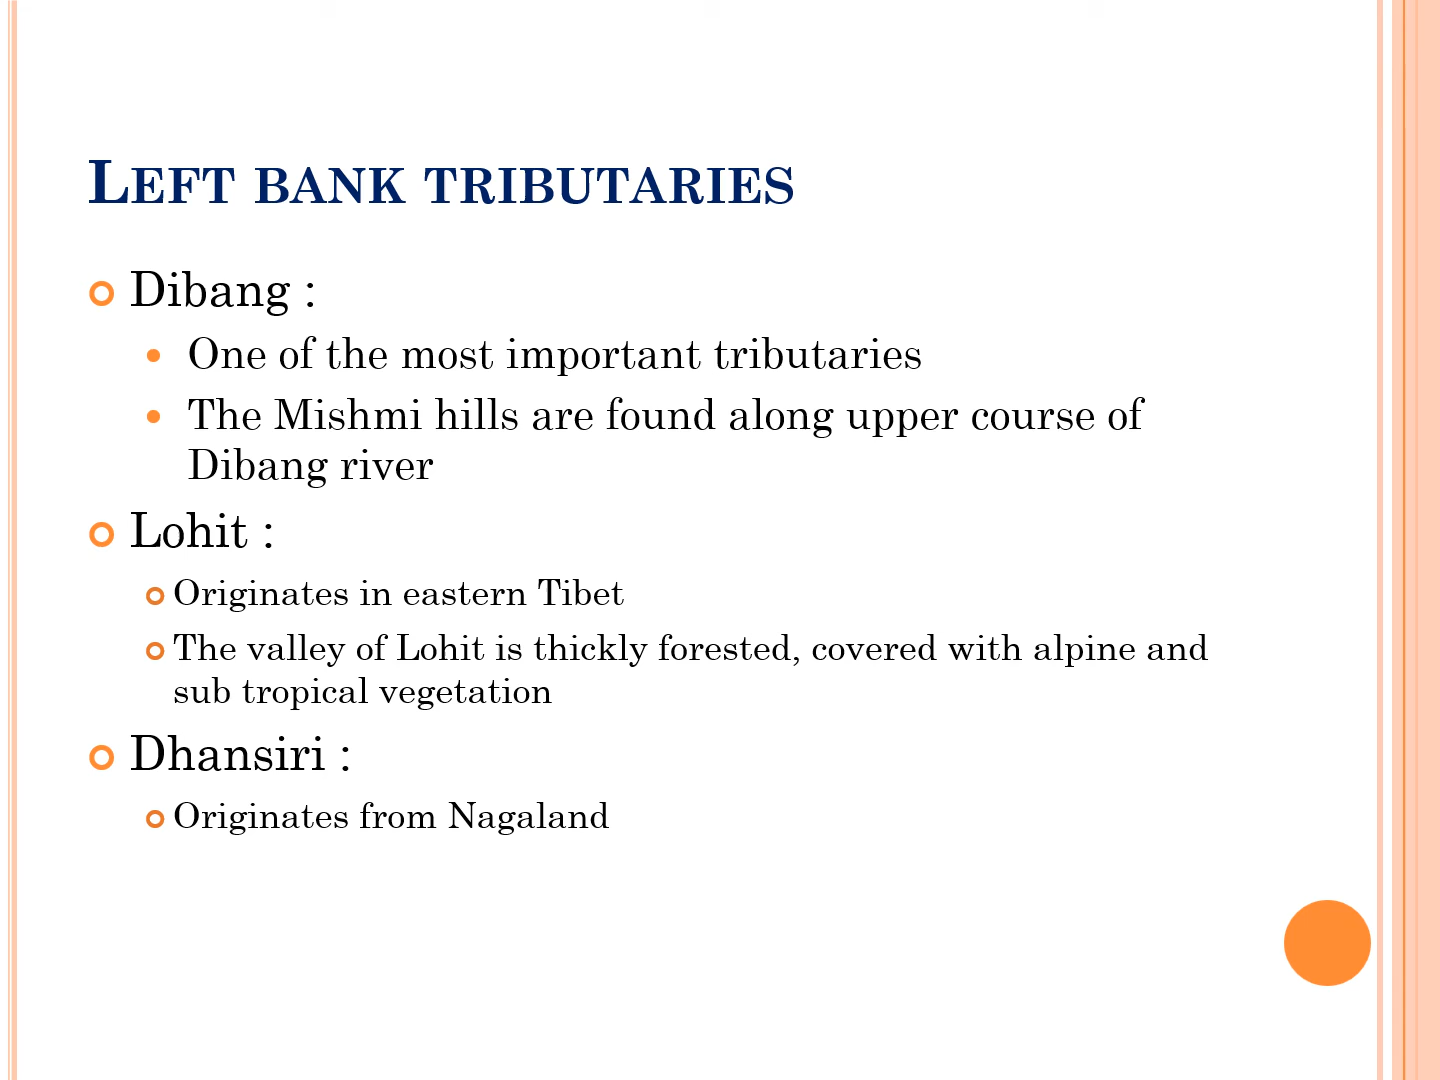 LEFT BANK TRIBUTARIES
Dibang :
One of the most important tributaries
The Mishmi hills are found along upper course of
Dibang river
Lohit :
Originates in eastern Tibet
The valley of Lohit is thickly forested, covered with alpine and
sub tropical vegetation
Dhansiri :
Originates from Nagaland